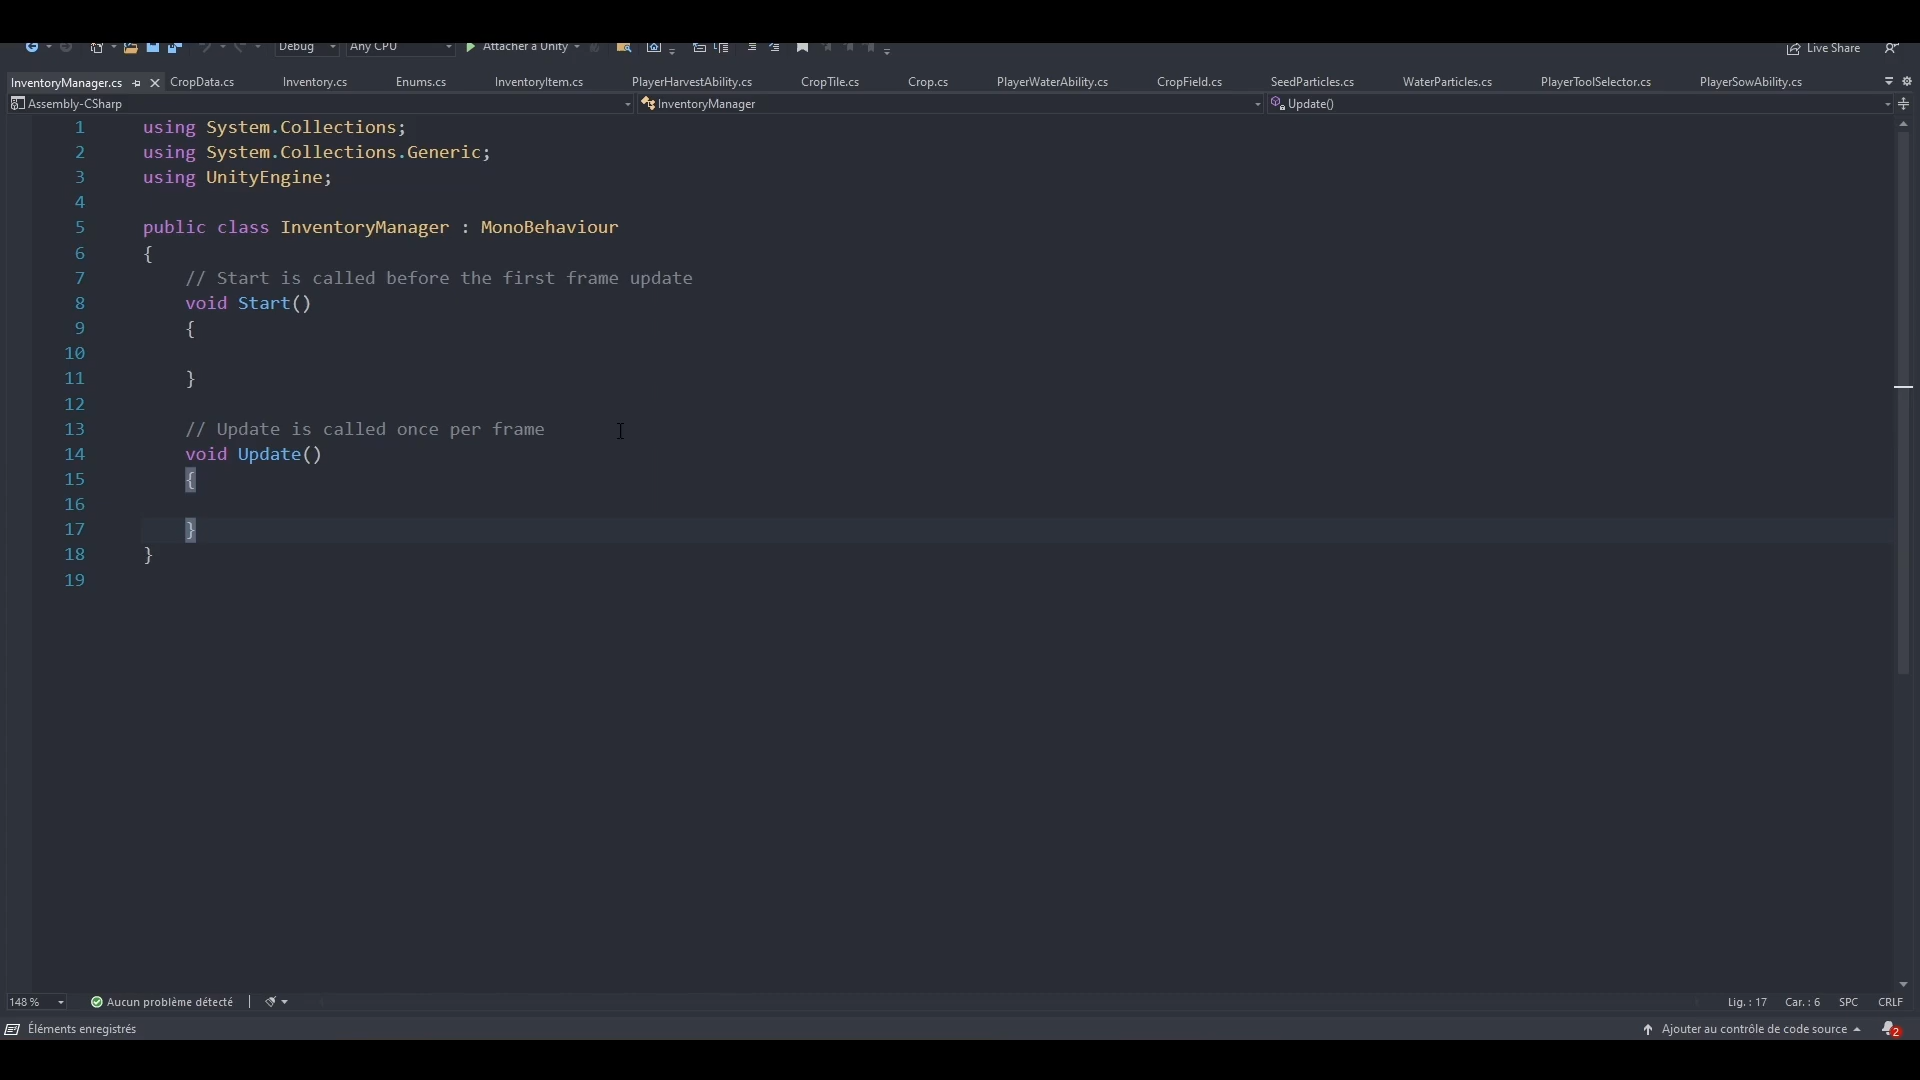 Debug Any CPU Attacher à Unity Live Share
InventoryManager.cs CropData.cs Inventory.cs Enums.cs InventoryItem.cs PlayerHarvestAbility.cs CropTile.cs Crop.cs PlayerWaterAbility.cs CropField.cs SeedParticles.cs WaterParticles.cs PlayerToolSelector.cs PlayerSowAbility.cs
Assembly-CSharp InventoryManager Update()
1 using System.Collections;
2 using System.Collections.Generic;
3 using UnityEngine;
4
5 public class InventoryManager : MonoBehaviour
6 {
7 // Start is called before the first frame update
8 void Start()
9 {
10
11 }
12
13 // Update is called once per frame
14 void Update()
15 {
16
17 }
18 }
19
148 % Aucun problème détecté Lig. : 17 Car. : 6 SPC CRLF
Éléments enregistrés Ajouter au contrôle de code source 2